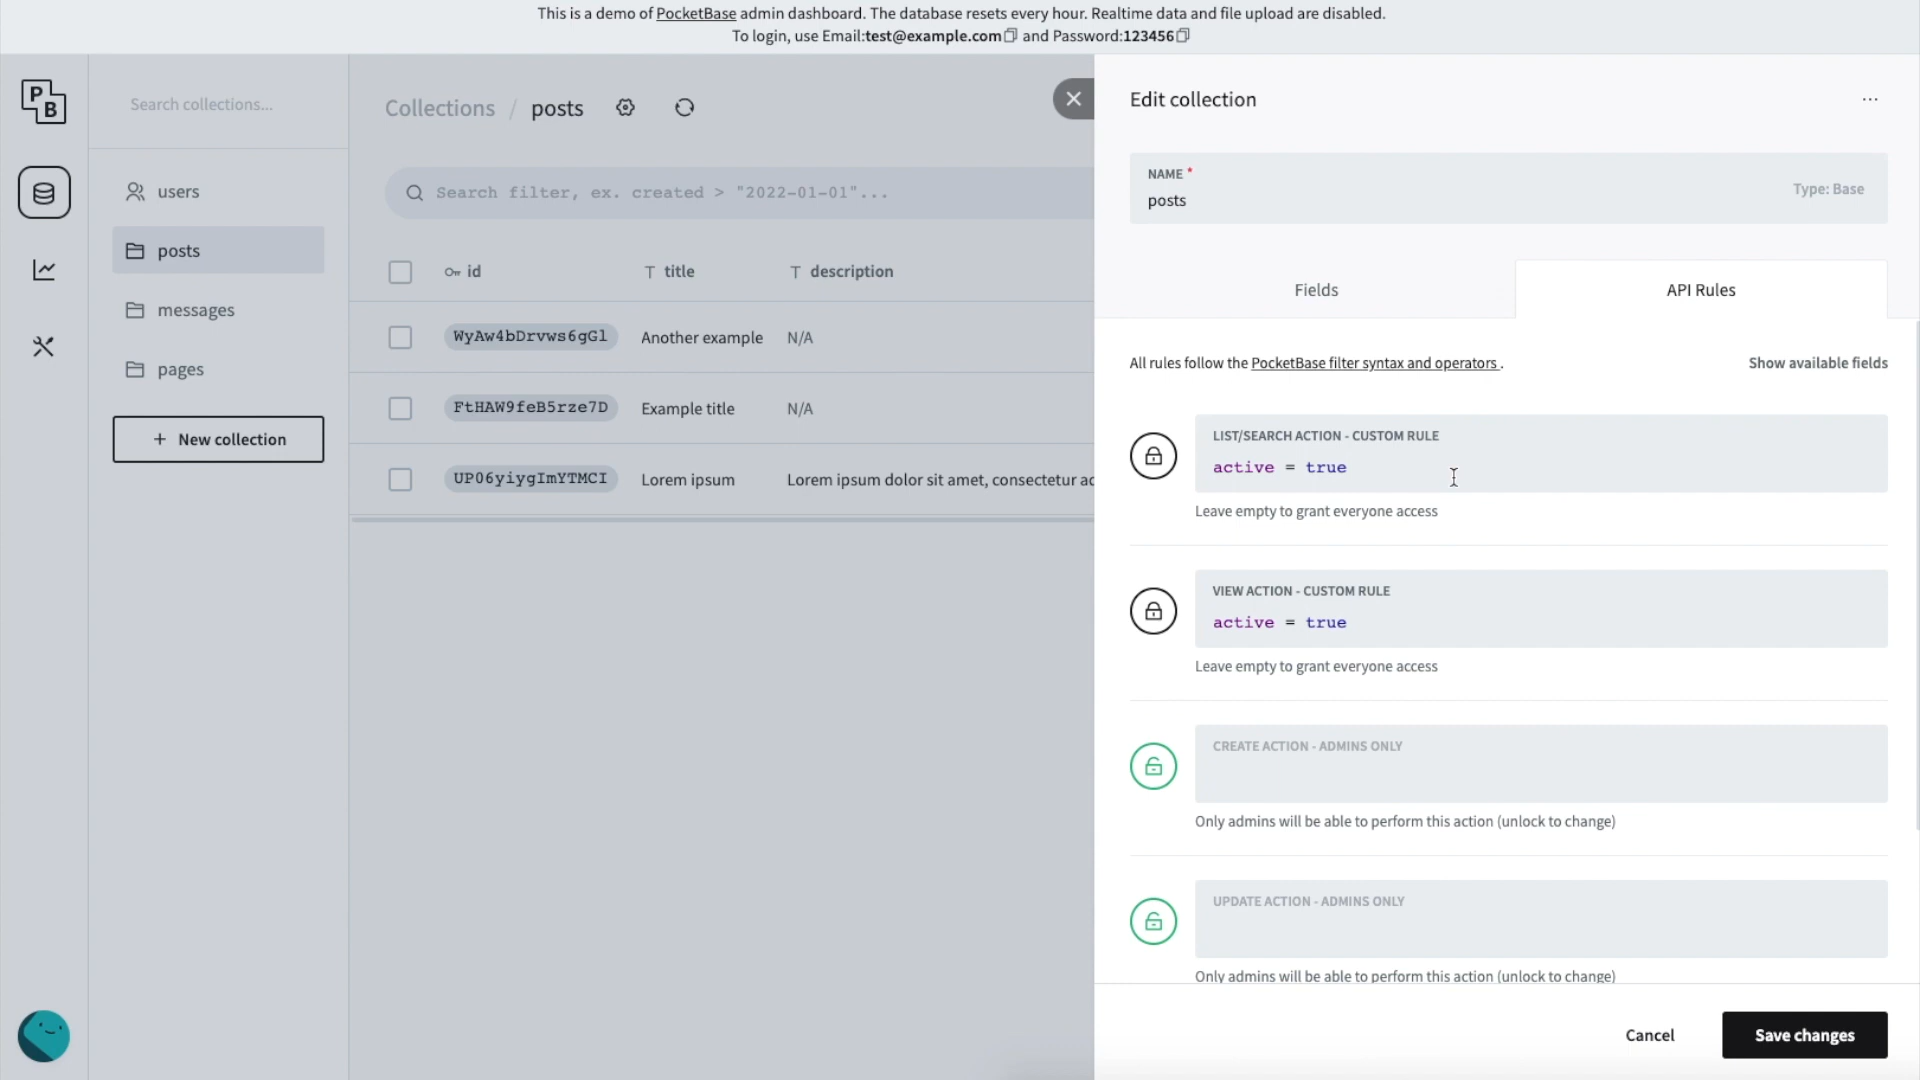 This is a demo of PocketBase admin dashboard. The database resets every hour. Realtime data and file upload are disabled.
To login, use Email:test@example.com and Password:123456
P
B
Search collections...
users
posts
messages
pages
+ New collection
Collections / posts
Search filter, ex. created > "2022-01-01"...
id title description
WyAw4bDrvws6gGl Another example N/A
FtHAW9feB5rze7D Example title N/A
UP06yiygImYTMCI Lorem ipsum Lorem ipsum dolor sit amet, consectetur ac
Edit collection
NAME *
posts
Type: Base
Fields
API Rules
All rules follow the PocketBase filter syntax and operators .
Show available fields
LIST/SEARCH ACTION - CUSTOM RULE
active = true
Leave empty to grant everyone access
VIEW ACTION - CUSTOM RULE
active = true
Leave empty to grant everyone access
CREATE ACTION - ADMINS ONLY
Only admins will be able to perform this action (unlock to change)
UPDATE ACTION - ADMINS ONLY
Only admins will be able to perform this action (unlock to change)
Cancel
Save changes